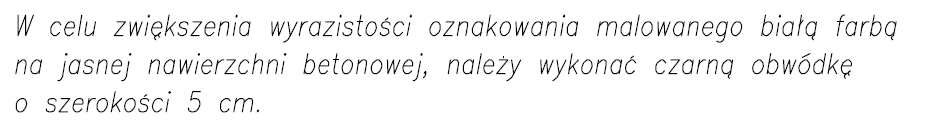 W celu zwiększenia wyrazistości oznakowania malowanego białą farbą
na jasnej nawierzchni betonowej, należy wykonać czarną obwódkę
o szerokości 5 cm.